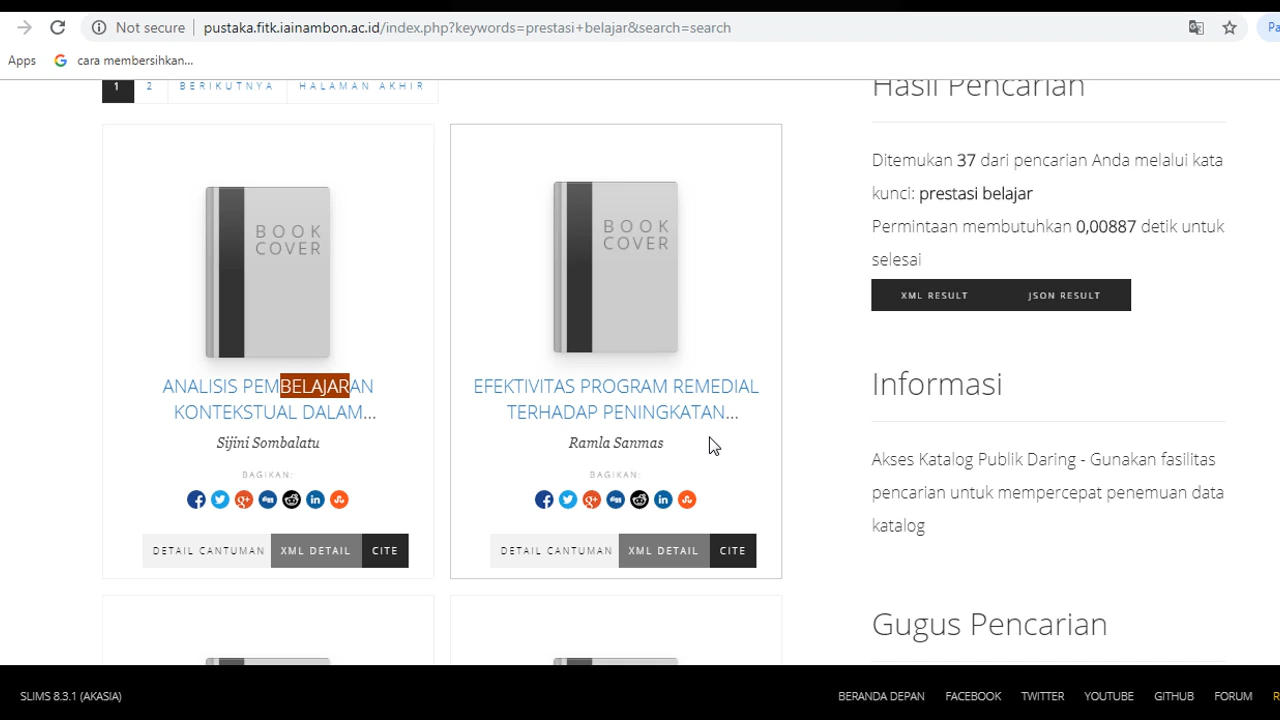 Not secure
pustaka.fitk.iainambon.ac.id/index.php?keywords=prestasi+belajar&search=search
Apps
cara membersihkan...
1
2
BERIKUTNYA
HALAMAN AKHIR
BOOK
COVER
ANALISIS PEMBELAJARAN
KONTEKSTUAL DALAM...
Sijini Sombalatu
BAGIKAN:
DETAIL CANTUMAN
XML DETAIL
CITE
BOOK
COVER
EFEKTIVITAS PROGRAM REMEDIAL
TERHADAP PENINGKATAN...
Ramla Sanmas
BAGIKAN:
DETAIL CANTUMAN
XML DETAIL
CITE
Hasil Pencarian
Ditemukan 37 dari pencarian Anda melalui kata
kunci: prestasi belajar
Permintaan membutuhkan 0,00887 detik untuk
selesai
XML RESULT
JSON RESULT
Informasi
Akses Katalog Publik Daring - Gunakan fasilitas
pencarian untuk mempercepat penemuan data
katalog
Gugus Pencarian
SLIMS 8.3.1 (AKASIA)
BERANDA DEPAN
FACEBOOK
TWITTER
YOUTUBE
GITHUB
FORUM